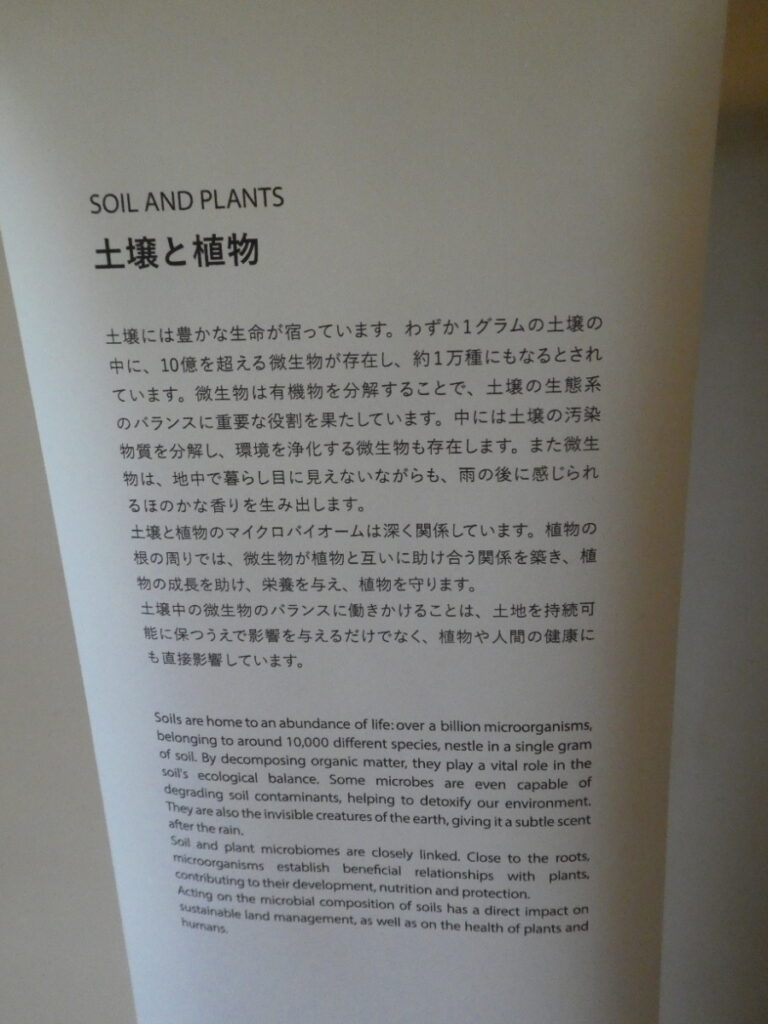 SOIL AND PLANTS
土壌と植物
土壌には豊かな生命が宿っています。わずか1グラムの土壌の
中に、10億を超える微生物が存在し、約1万種にもなるとされ
ています。微生物は有機物を分解することで、土壌の生態系
のバランスに重要な役割を果たしています。中には土壌の汚染
物質を分解し、環境を浄化する微生物も存在します。また微生
物は、地中で暮らし目に見えないながらも、雨の後に感じられ
るほのかな香りを生み出します。
土壌と植物のマイクロバイオームは深く関係しています。植物の
根の周りでは、微生物が植物と互いに助け合う関係を築き、植
物の成長を助け、栄養を与え、植物を守ります。
土壌中の微生物のバランスに働きかけることは、土地を持続可
能に保つうえで影響を与えるだけでなく、植物や人間の健康に
も直接影響しています。
Soils are home to an abundance of life: over a billion microorganisms,
belonging to around 10,000 different species, nestle in a single gram
of soil. By decomposing organic matter, they play a vital role in the
soil's ecological balance. Some microbes are even capable of
degrading soil contaminants, helping to detoxify our environment.
They are also the invisible creatures of the earth, giving it a subtle scent
after the rain.
Soil and plant microbiomes are closely linked. Close to the roots,
microorganisms establish beneficial relationships with plants,
contributing to their development, nutrition and protection.
Acting on the microbial composition of soils has a direct impact on
sustainable land management, as well as on the health of plants and
humans.